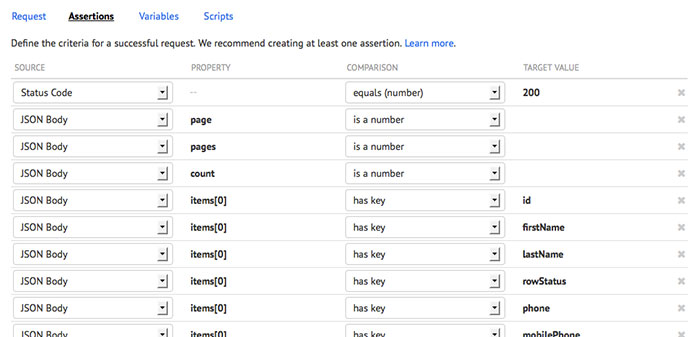 Request Assertions Variables Scripts
Define the criteria for a successful request. We recommend creating at least one assertion. Learn more.
SOURCE PROPERTY COMPARISON TARGET VALUE
Status Code -- equals (number) 200
JSON Body page is a number
JSON Body pages is a number
JSON Body count is a number
JSON Body items[0] has key id
JSON Body items[0] has key firstName
JSON Body items[0] has key lastName
JSON Body items[0] has key rowStatus
JSON Body items[0] has key phone
JSON Body items[0] has key mobilePhone